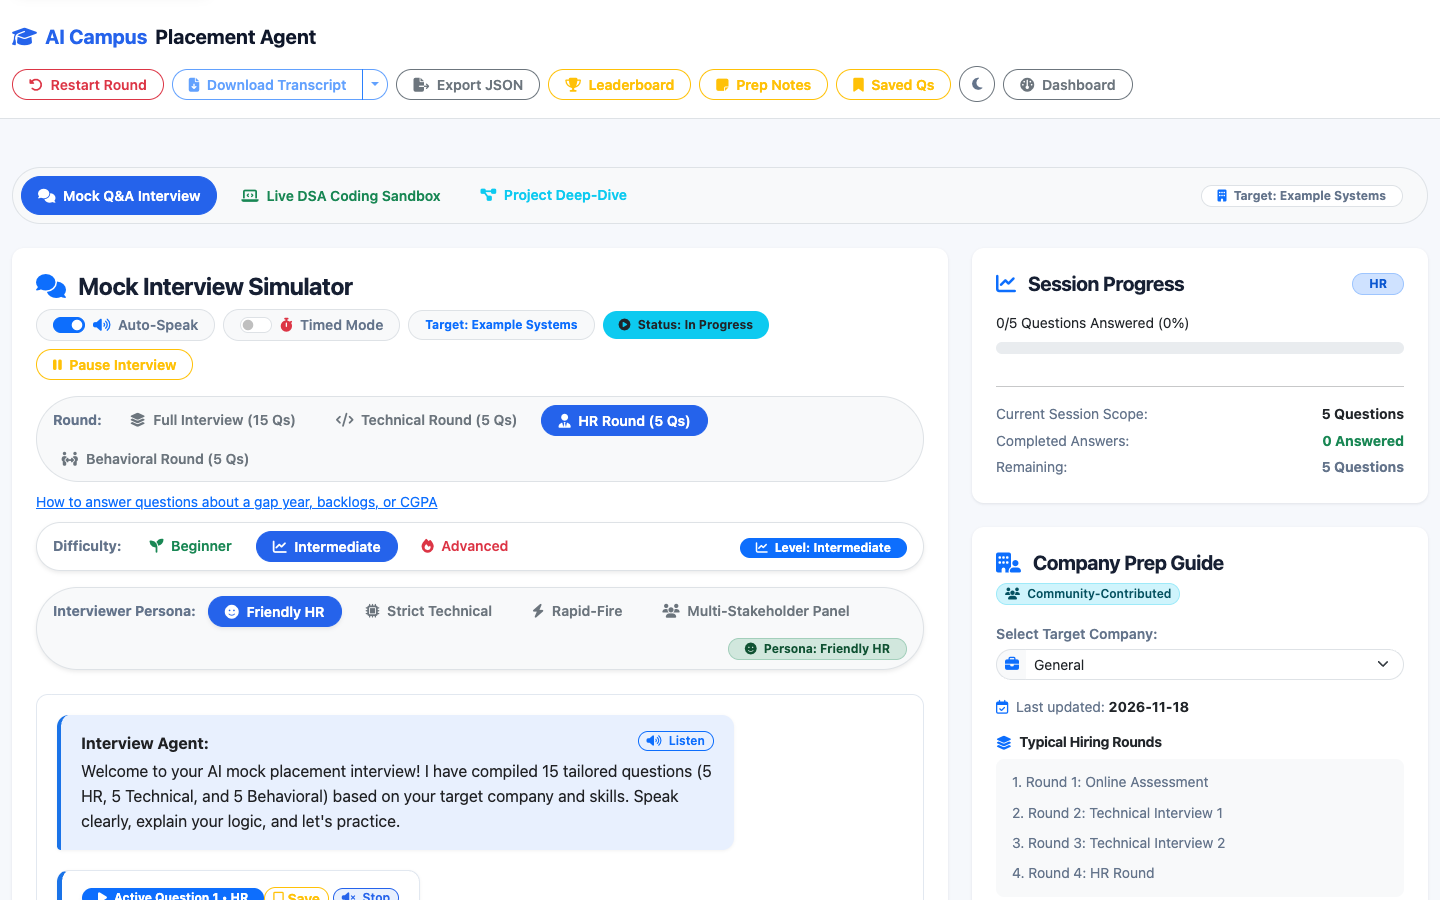 AI Campus Placement Agent
Restart Round
Download Transcript
Export JSON
Leaderboard
Prep Notes
Saved Qs
Dashboard
Mock Q&A Interview
Live DSA Coding Sandbox
Project Deep-Dive
Target: Example Systems
Mock Interview Simulator
Auto-Speak
Timed Mode
Target: Example Systems
Status: In Progress
Pause Interview
Round:
Full Interview (15 Qs)
Technical Round (5 Qs)
HR Round (5 Qs)
Behavioral Round (5 Qs)
How to answer questions about a gap year, backlogs, or CGPA
Difficulty:
Beginner
Intermediate
Advanced
Level: Intermediate
Interviewer Persona:
Friendly HR
Strict Technical
Rapid-Fire
Multi-Stakeholder Panel
Persona: Friendly HR
Interview Agent:
Listen
Welcome to your AI mock placement interview! I have compiled 15 tailored questions (5
HR, 5 Technical, and 5 Behavioral) based on your target company and skills. Speak
clearly, explain your logic, and let's practice.
Active Question 1 • HR
Save
Stop
Session Progress
HR
0/5 Questions Answered (0%)
Current Session Scope:
5 Questions
Completed Answers:
0 Answered
Remaining:
5 Questions
Company Prep Guide
Community-Contributed
Select Target Company:
General
Last updated: 2026-11-18
Typical Hiring Rounds
1. Round 1: Online Assessment
2. Round 2: Technical Interview 1
3. Round 3: Technical Interview 2
4. Round 4: HR Round